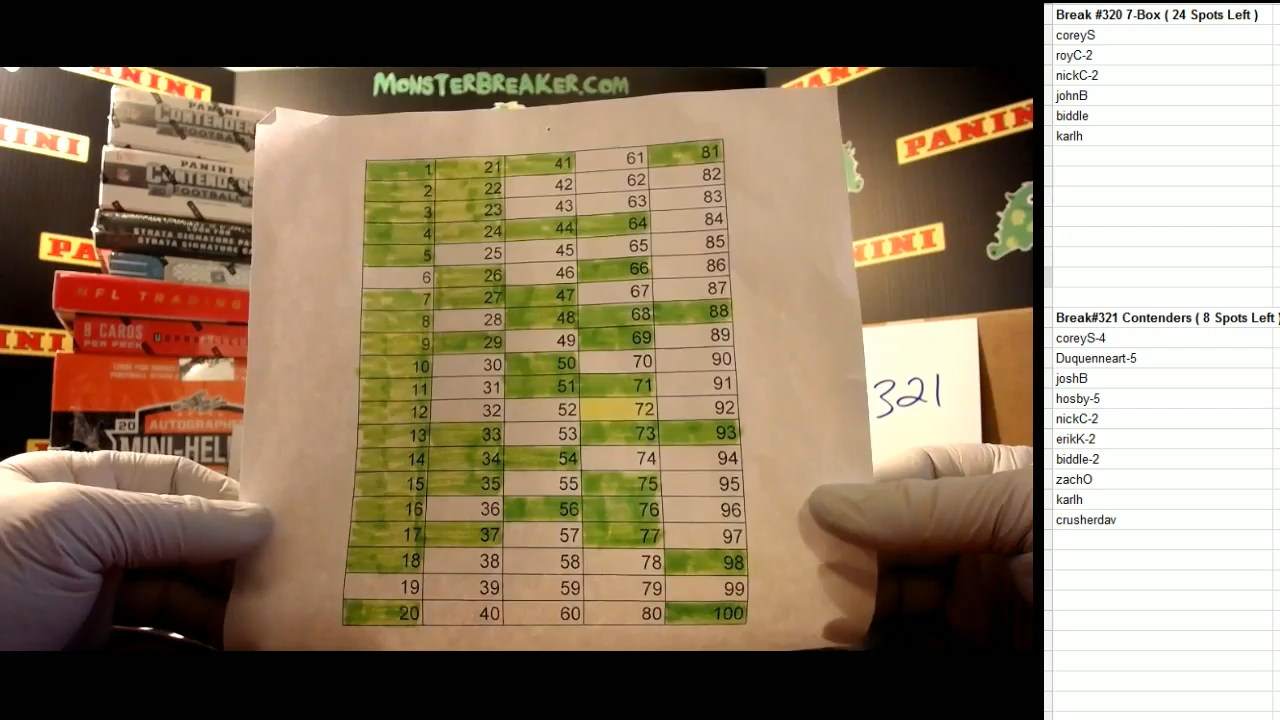 MONSTERBREAKER.COM
PANINI
PANINI
PANINI
PANINI
PANINI
PANINI
CONTENDERS
FOOTBALL
PANINI
CONTENDERS
FOOTBALL
STRATA SIGNATURE
STRATA SIGNATURE
NFL TRADING
8 CARDS
PER PACK
20
AUTOGRAPH
MINI-HEL
321
1 21 41 61 81
2 22 42 62 82
3 23 43 63 83
4 24 44 64 84
5 25 45 65 85
6 26 46 66 86
7 27 47 67 87
8 28 48 68 88
9 29 49 69 89
10 30 50 70 90
11 31 51 71 91
12 32 52 72 92
13 33 53 73 93
14 34 54 74 94
15 35 55 75 95
16 36 56 76 96
17 37 57 77 97
18 38 58 78 98
19 39 59 79 99
20 40 60 80 100
Break #320 7-Box ( 24 Spots Left )
coreyS
royC-2
nickC-2
johnB
biddle
karlh
Break#321 Contenders ( 8 Spots Left )
coreyS-4
Duquenneart-5
joshB
hosby-5
nickC-2
erikK-2
biddle-2
zachO
karlh
crusherdav